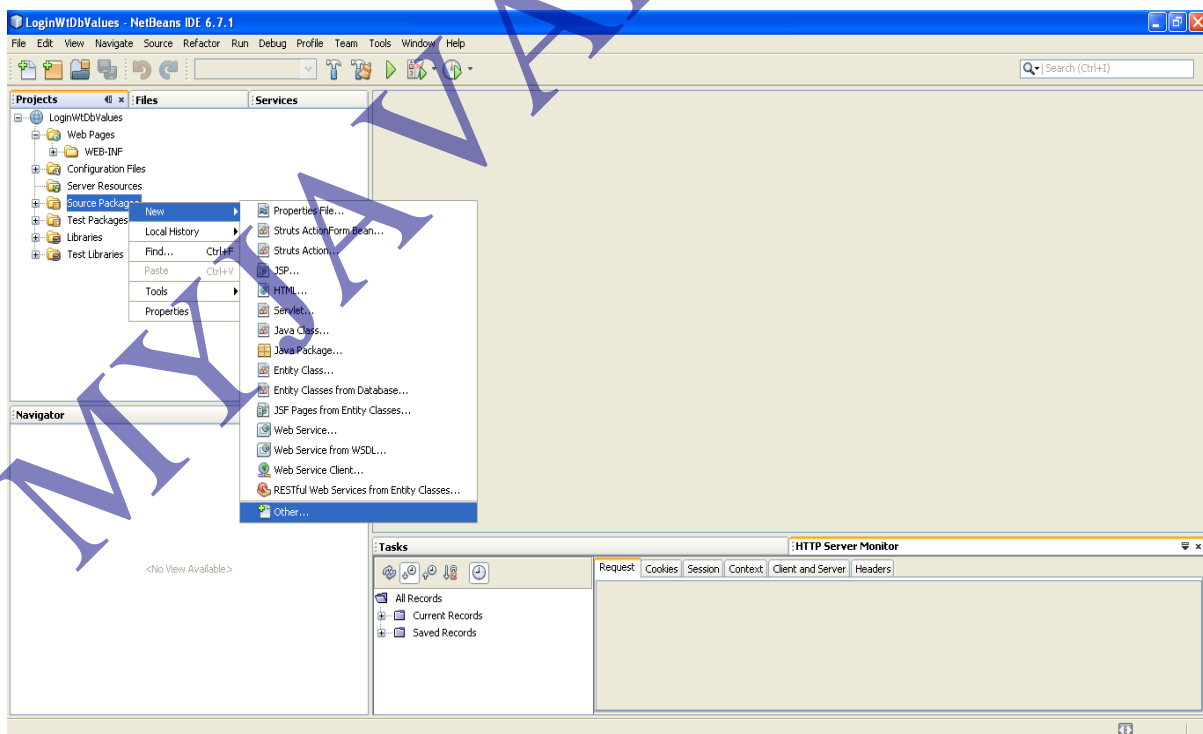 LoginWtDbValues - NetBeans IDE 6.7.1
File Edit View Navigate Source Refactor Run Debug Profile Team Tools Window Help
Search (Ctrl+I)
Projects Files Services
LoginWtDbValues
Web Pages
WEB-INF
Configuration Files
Server Resources
Source Packages
Test Packages
Libraries
Test Libraries
New
Local History
Find... Ctrl+F
Paste Ctrl+V
Tools
Properties
Properties File...
Struts ActionForm Bean...
Struts Action...
JSP...
HTML...
Servlet...
Java Class...
Java Package...
Entity Class...
Entity Classes from Database...
JSF Pages from Entity Classes...
Web Service...
Web Service from WSDL...
Web Service Client...
RESTful Web Services from Entity Classes...
Other...
Navigator
<No View Available>
Tasks
HTTP Server Monitor
All Records
Current Records
Saved Records
Request Cookies Session Context Client and Server Headers
MYJAVA